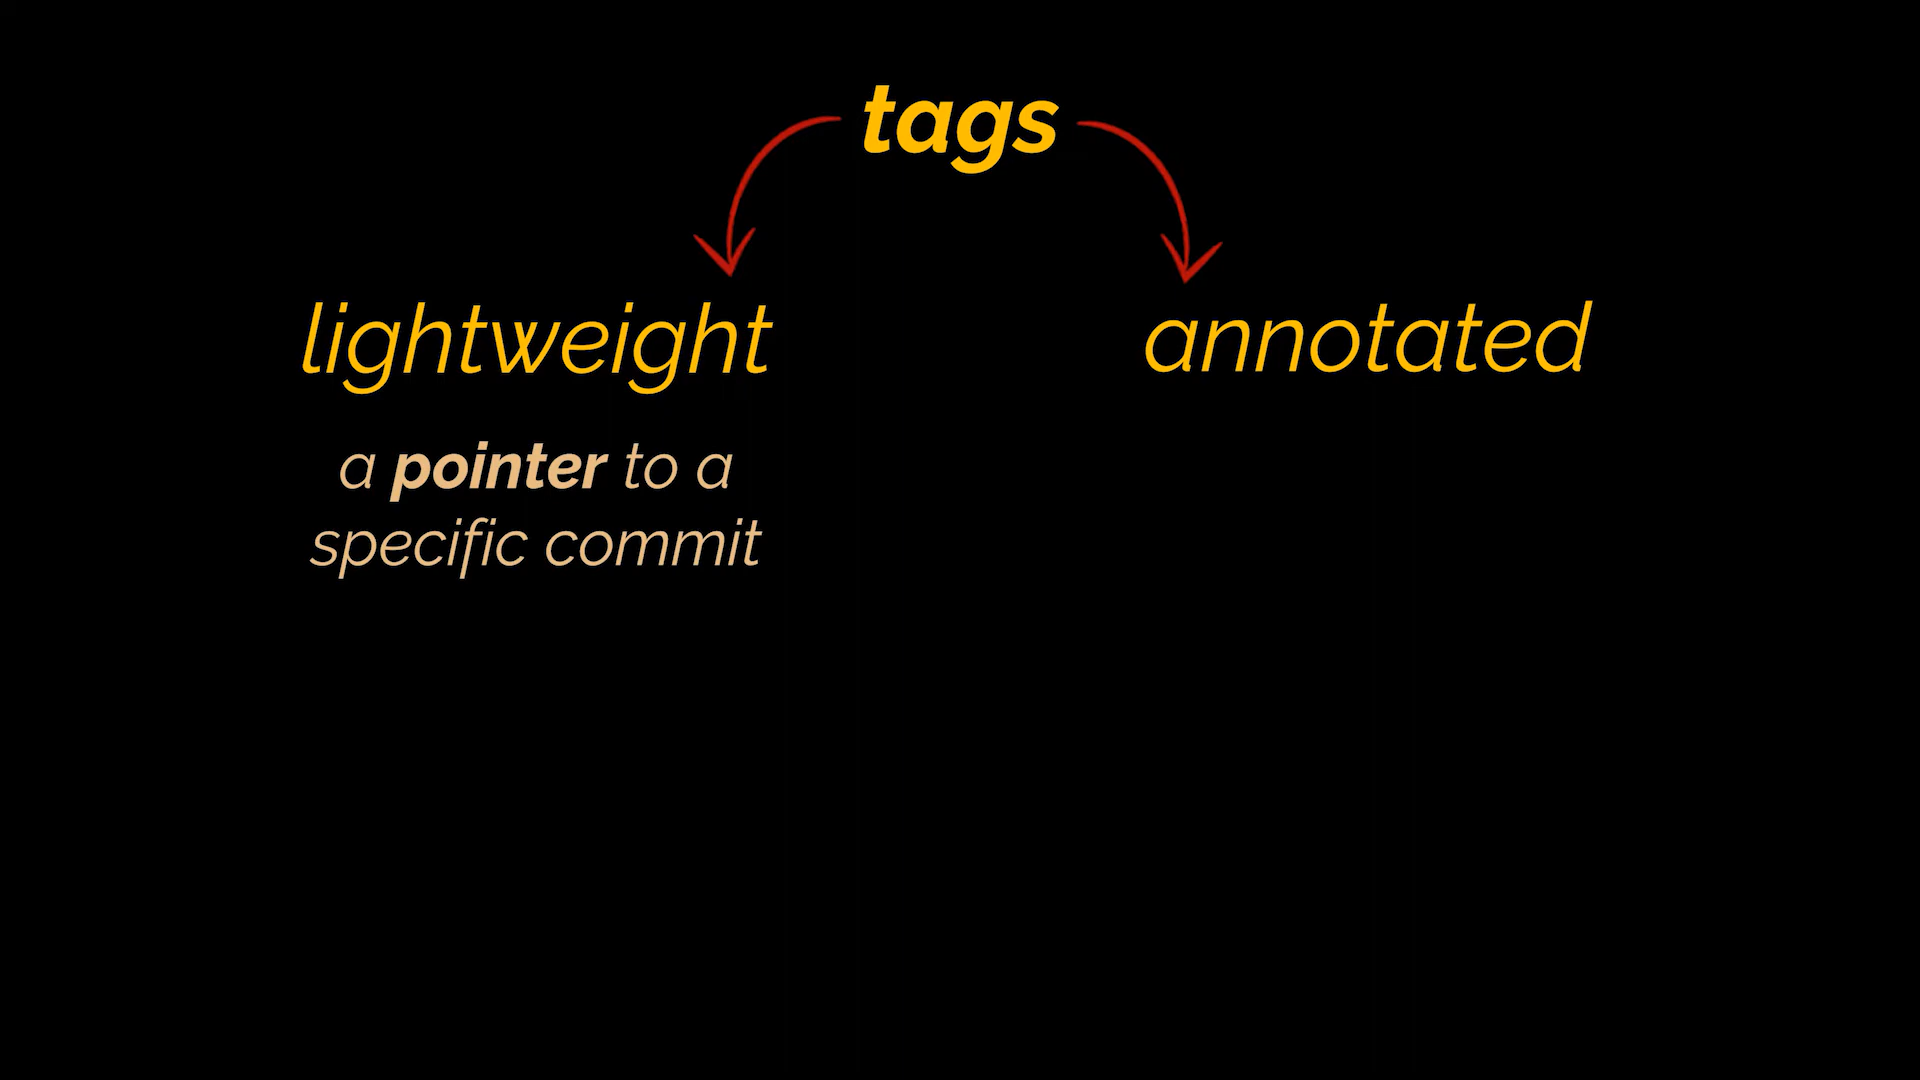 tags
lightweight
annotated
a pointer to a
specific commit